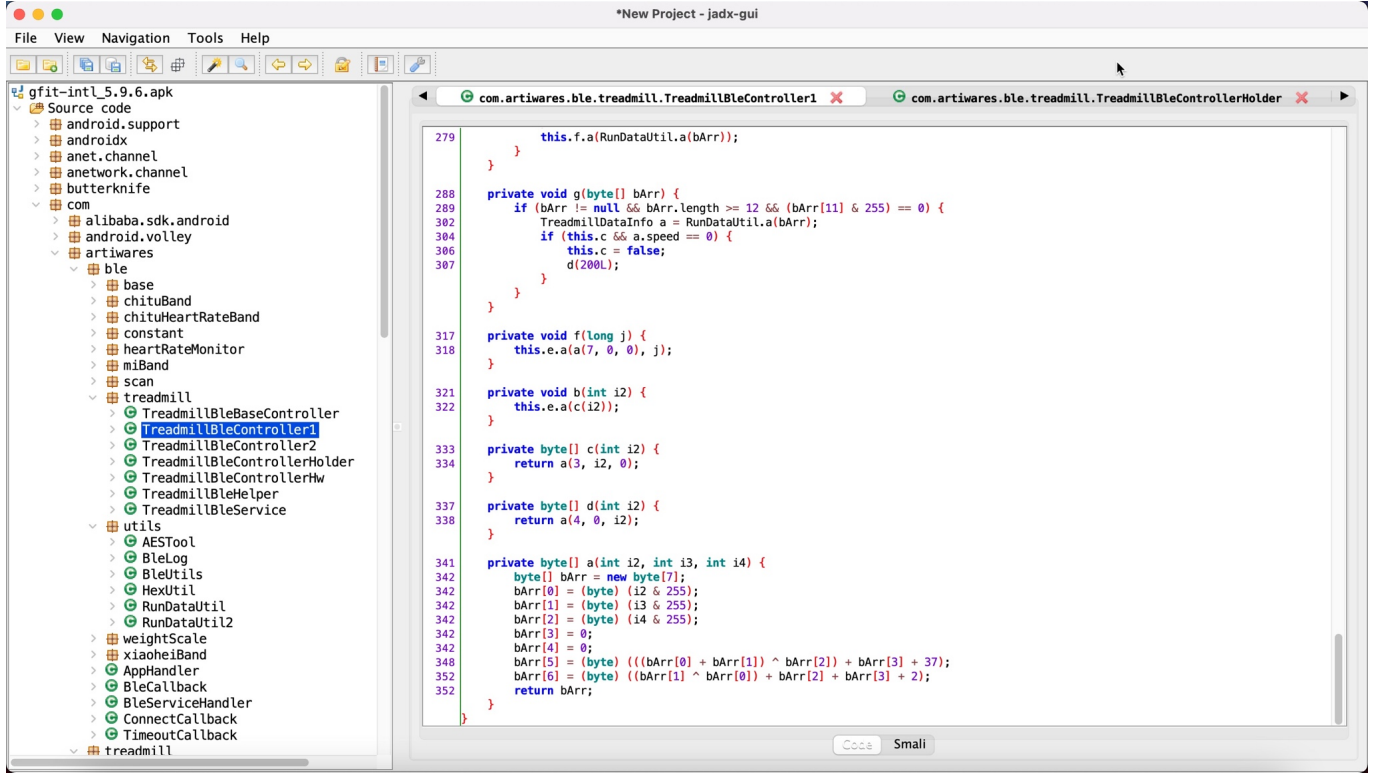 *New Project - jadx-gui
File View Navigation Tools Help
gfit-intl_5.9.6.apk
Source code
android.support
androidx
anet.channel
anetwork.channel
butterknife
com
alibaba.sdk.android
android.volley
artiwares
ble
base
chituBand
chituHeartRateBand
constant
heartRateMonitor
miBand
scan
treadmill
TreadmillBleBaseController
TreadmillBleController1
TreadmillBleController2
TreadmillBleControllerHolder
TreadmillBleControllerHw
TreadmillBleHelper
TreadmillBleService
utils
AESTool
BleLog
BleUtils
HexUtil
RunDataUtil
RunDataUtil2
weightScale
xiaoheiBand
AppHandler
BleCallback
BleServiceHandler
ConnectCallback
TimeoutCallback
treadmill
com.artiwares.ble.treadmill.TreadmillBleController1 com.artiwares.ble.treadmill.TreadmillBleControllerHolder
279 this.f.a(RunDataUtil.a(bArr));
}
}
288 private void g(byte[] bArr) {
289 if (bArr != null && bArr.length >= 12 && (bArr[11] & 255) == 0) {
302 TreadmillDataInfo a = RunDataUtil.a(bArr);
304 if (this.c && a.speed == 0) {
306 this.c = false;
307 d(200L);
}
}
}
317 private void f(long j) {
318 this.e.a(a(7, 0, 0), j);
}
321 private void b(int i2) {
322 this.e.a(c(i2));
}
333 private byte[] c(int i2) {
334 return a(3, i2, 0);
}
337 private byte[] d(int i2) {
338 return a(4, 0, i2);
}
341 private byte[] a(int i2, int i3, int i4) {
342 byte[] bArr = new byte[7];
342 bArr[0] = (byte) (i2 & 255);
342 bArr[1] = (byte) (i3 & 255);
342 bArr[2] = (byte) (i4 & 255);
342 bArr[3] = 0;
342 bArr[4] = 0;
348 bArr[5] = (byte) (((bArr[0] + bArr[1]) ^ bArr[2]) + bArr[3] + 37);
352 bArr[6] = (byte) ((bArr[1] ^ bArr[0]) + bArr[2] + bArr[3] + 2);
352 return bArr;
}
}
Code Smali